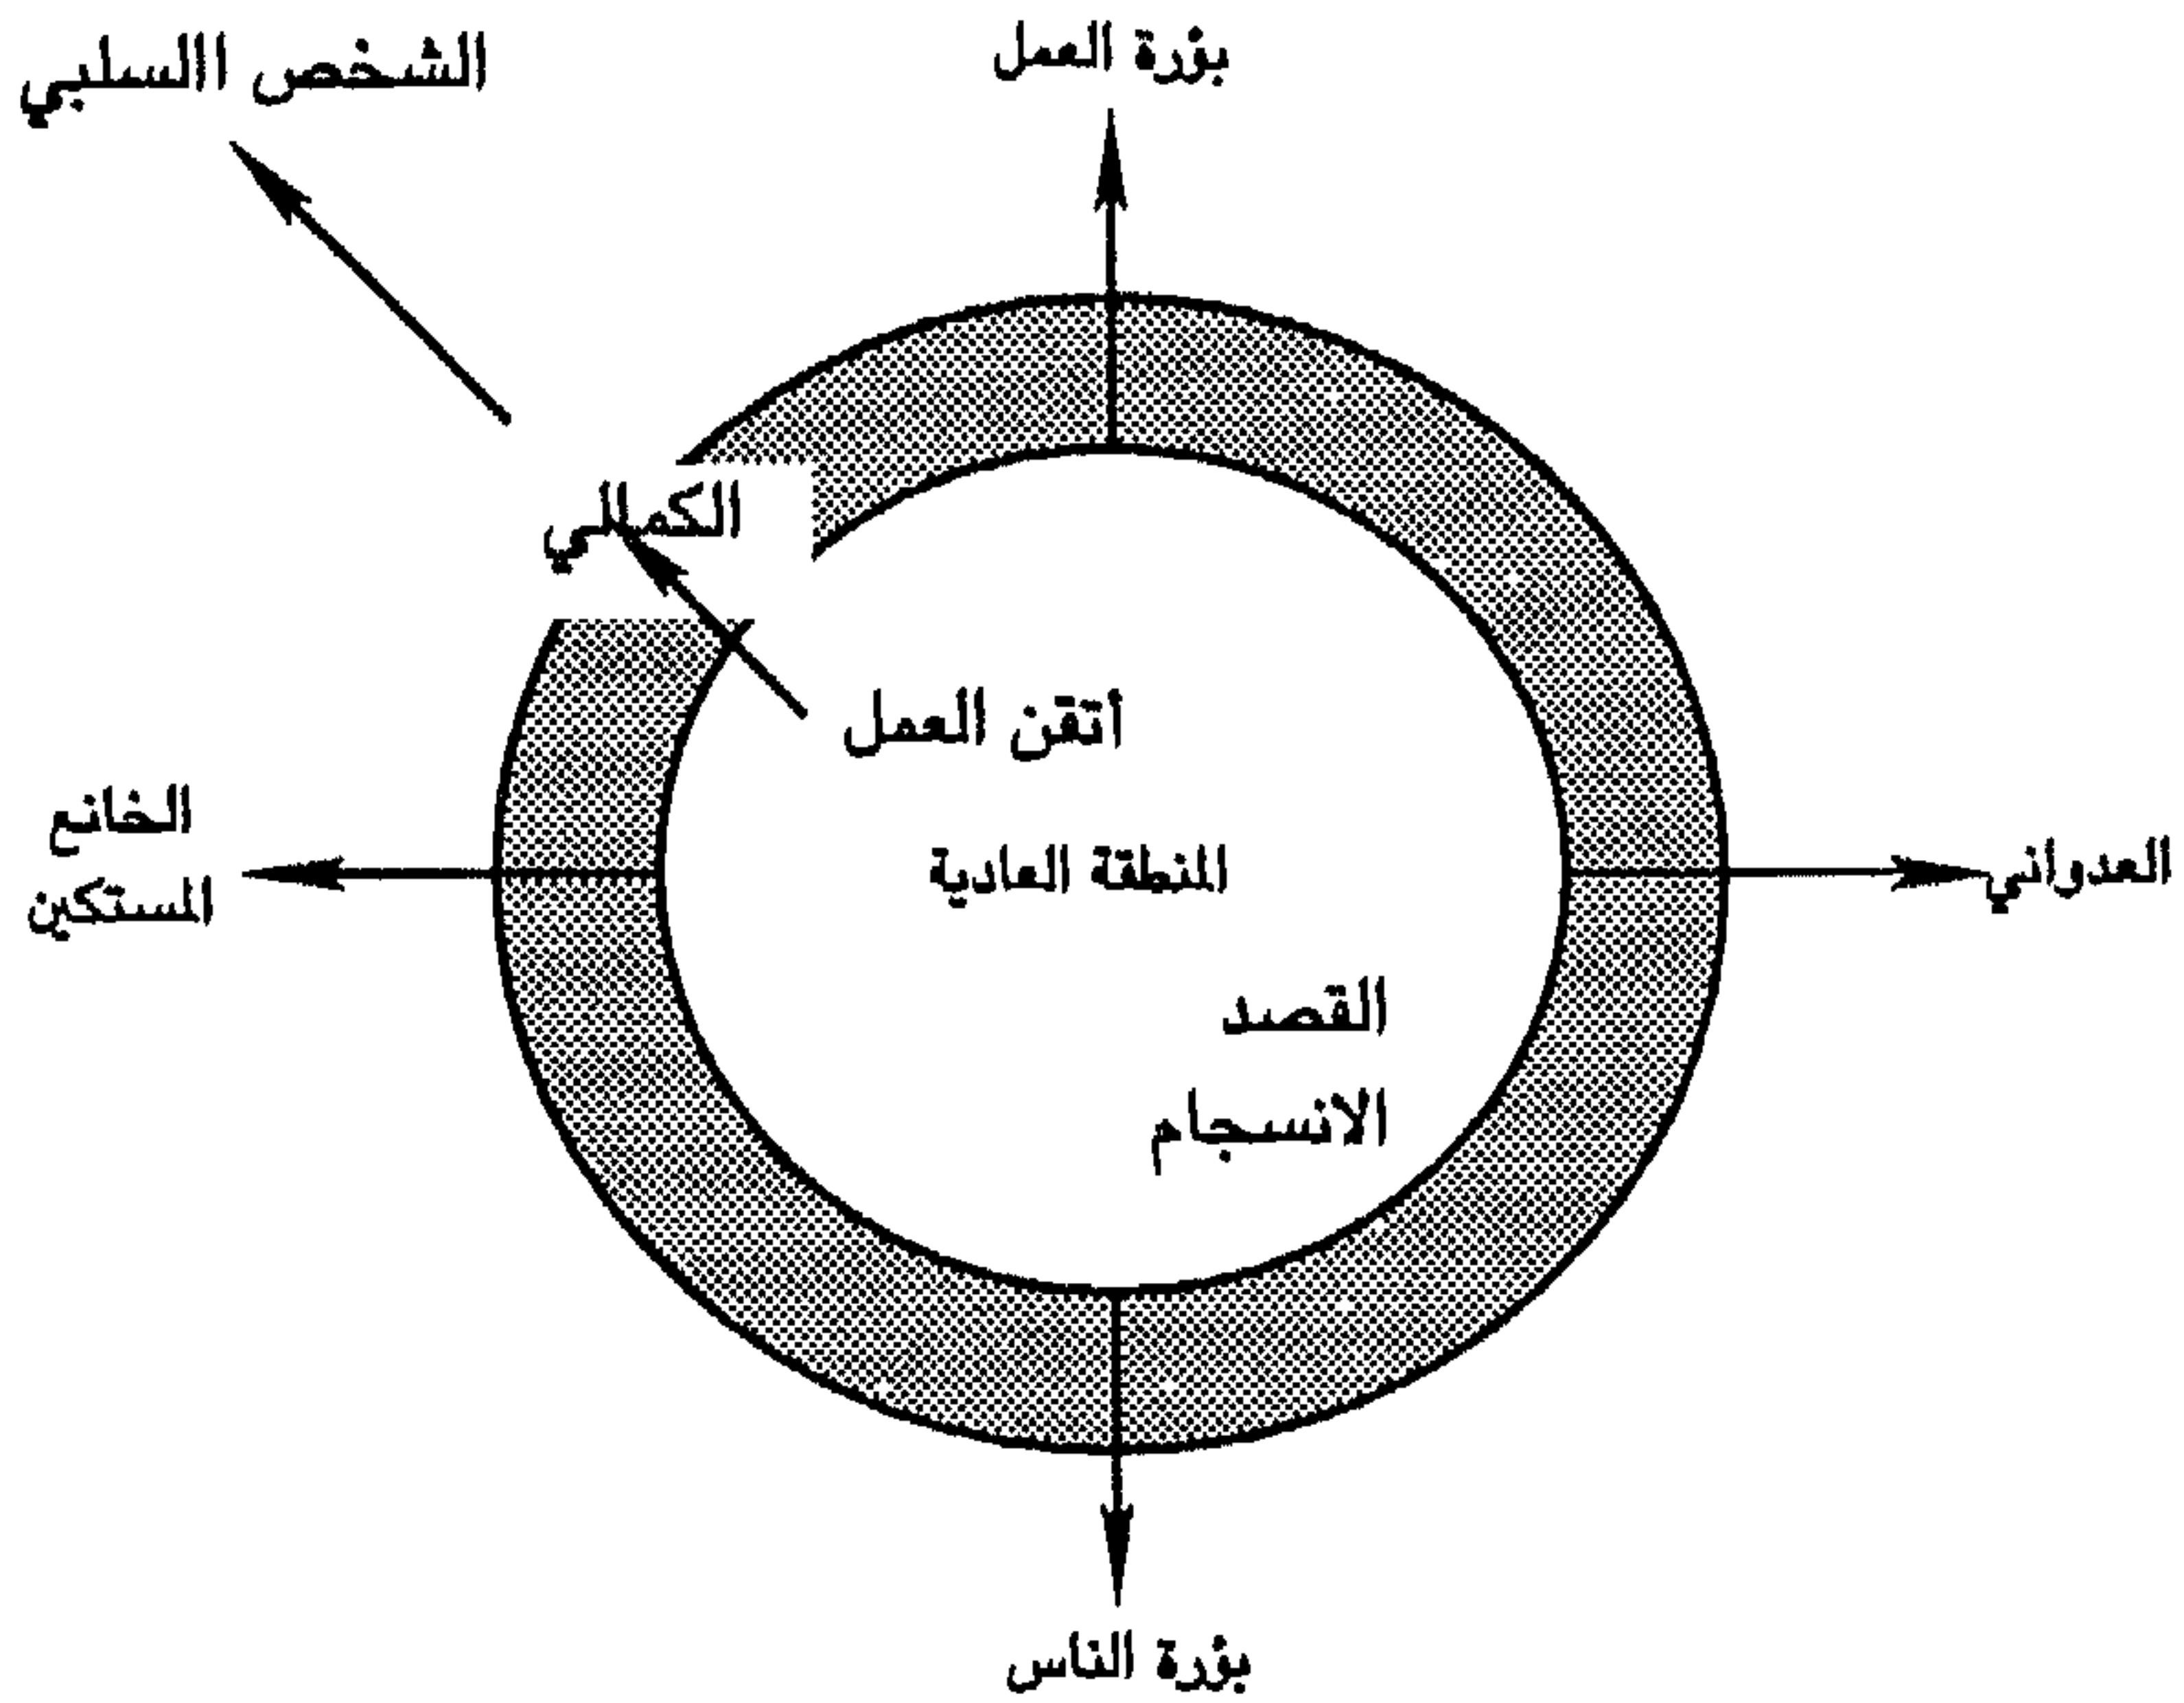 بؤرة العمل
الشخص االسلبي
الكمالي
أتقن العمل
الخانع
المستكين
المنطقة العادية
العدواني
القصد
الانسجام
بؤرة الناس